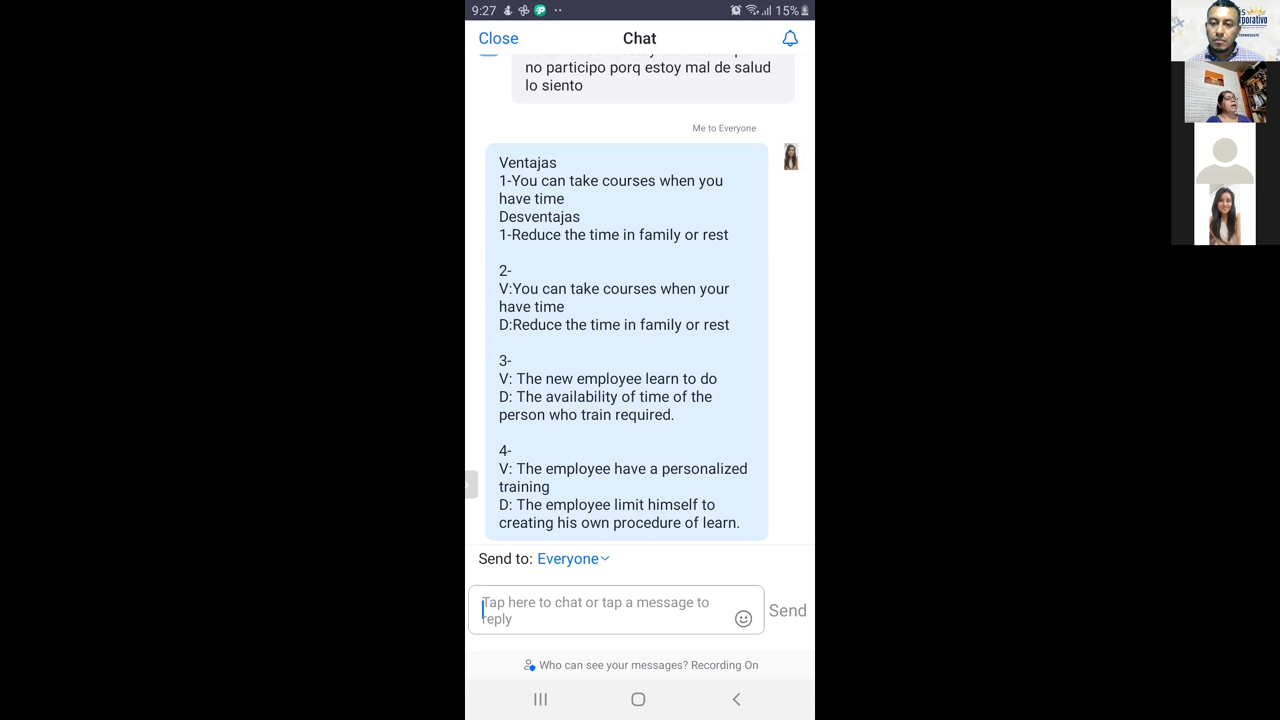 9:27
15%
Close
Chat
no participo porq estoy mal de salud
lo siento
Me to Everyone
Ventajas
1-You can take courses when you
have time
Desventajas
1-Reduce the time in family or rest
2-
V:You can take courses when your
have time
D:Reduce the time in family or rest
3-
V: The new employee learn to do
D: The availability of time of the
person who train required.
4-
V: The employee have a personalized
training
D: The employee limit himself to
creating his own procedure of learn.
Send to: Everyone
Tap here to chat or tap a message to
reply
Send
Who can see your messages? Recording On